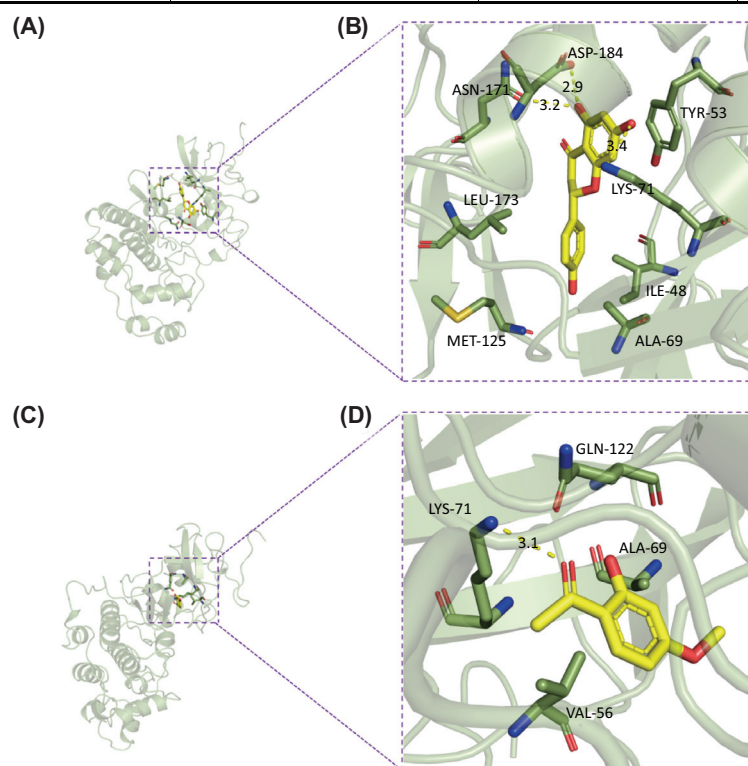 (A)
(B)
ASP-184
ASN-171
2.9
3.2
TYR-53
3.4
LYS-71
LEU-173
ILE-48
MET-125
ALA-69
(C)
(D)
GLN-122
LYS-71
3.1
ALA-69
VAL-56